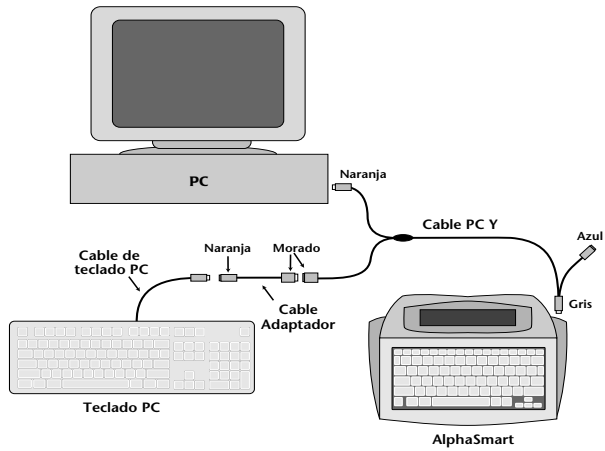 PC
Naranja
Cable PC Y
Azul
Cable de
teclado PC
Naranja
Morado
Cable
Adaptador
Gris
Teclado PC
AlphaSmart